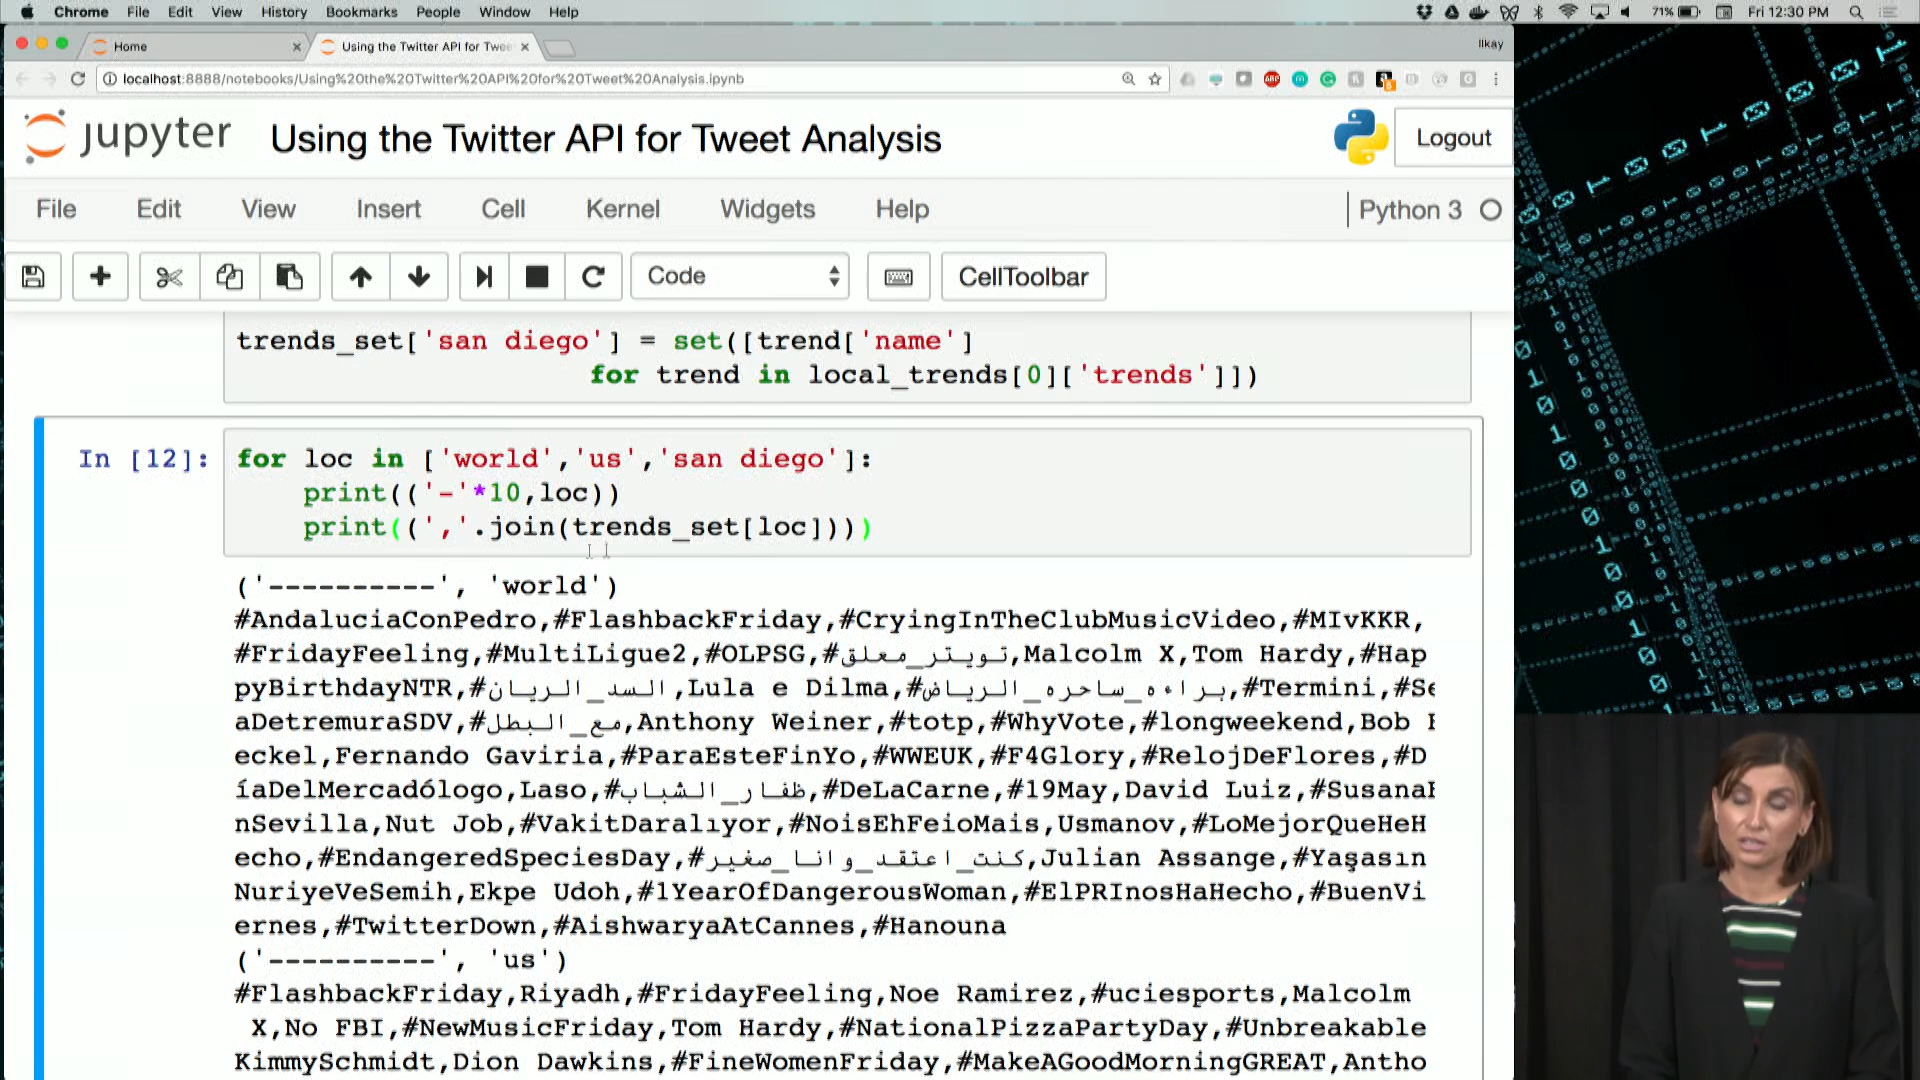 Chrome File Edit View History Bookmarks People Window Help 71% Fri 12:30 PM
Home Using the Twitter API for Twee Ilkay
localhost:8888/notebooks/Using%20the%20Twitter%20API%20for%20Tweet%20Analysis.ipynb
jupyter Using the Twitter API for Tweet Analysis Logout
File Edit View Insert Cell Kernel Widgets Help Python 3
Code CellToolbar
trends_set['san diego'] = set([trend['name']
for trend in local_trends[0]['trends']])
In [12]: for loc in ['world','us','san diego']:
print(('-'*10,loc))
print((','.join(trends_set[loc])))
('----------', 'world')
#AndaluciaConPedro,#FlashbackFriday,#CryingInTheClubMusicVideo,#MIvKKR,
#FridayFeeling,#MultiLigue2,#OLPSG,#تويتر_معلق,Malcolm X,Tom Hardy,#Hap
pyBirthdayNTR,#السد_الريان,Lula e Dilma,#براءه_ساحره_الرياض,#Termini,#Se
aDetremuraSDV,#مع_البطل,Anthony Weiner,#totp,#WhyVote,#longweekend,Bob B
eckel,Fernando Gaviria,#ParaEsteFinYo,#WWEUK,#F4Glory,#RelojDeFlores,#D
íaDelMercadólogo,Laso,#ظفار_الشباب,#DeLaCarne,#19May,David Luiz,#SusanaE
nSevilla,Nut Job,#VakitDaralıyor,#NoisEhFeioMais,Usmanov,#LoMejorQueHeH
echo,#EndangeredSpeciesDay,#كنت_اعتقد_وانا_صغير,Julian Assange,#Yaşasın
NuriyeVeSemih,Ekpe Udoh,#1YearOfDangerousWoman,#ElPRInosHaHecho,#BuenVi
ernes,#TwitterDown,#AishwaryaAtCannes,#Hanouna
('----------', 'us')
#FlashbackFriday,Riyadh,#FridayFeeling,Noe Ramirez,#uciesports,Malcolm
X,No FBI,#NewMusicFriday,Tom Hardy,#NationalPizzaPartyDay,#Unbreakable
KimmySchmidt,Dion Dawkins,#FineWomenFriday,#MakeAGoodMorningGREAT,Antho